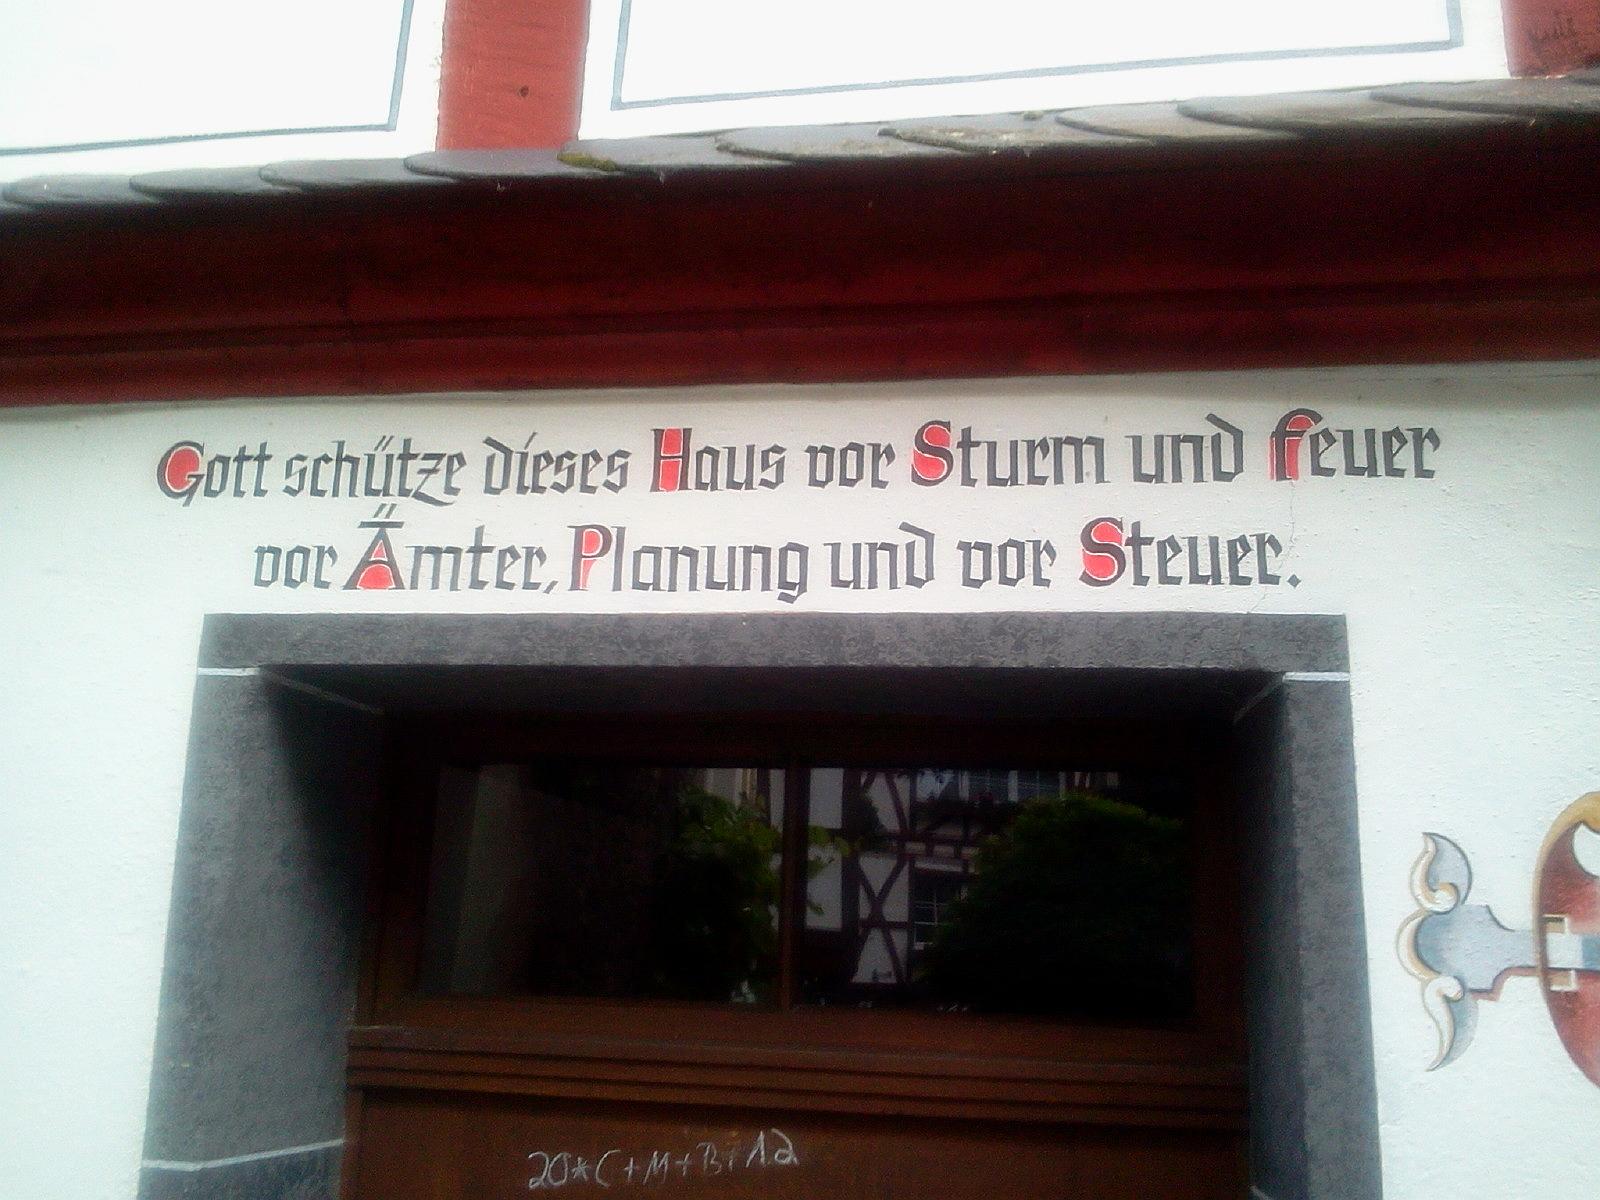 Gott schütze dieses Haus vor Sturm und Feuer
vor Ämter, Planung und vor Steuer.
20*C+M+B+12